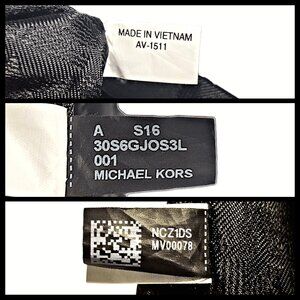 MADE IN VIETNAM
AV-1511
A S16
30S6GJOS3L
001
MICHAEL KORS
NCZ1DS
MV00078